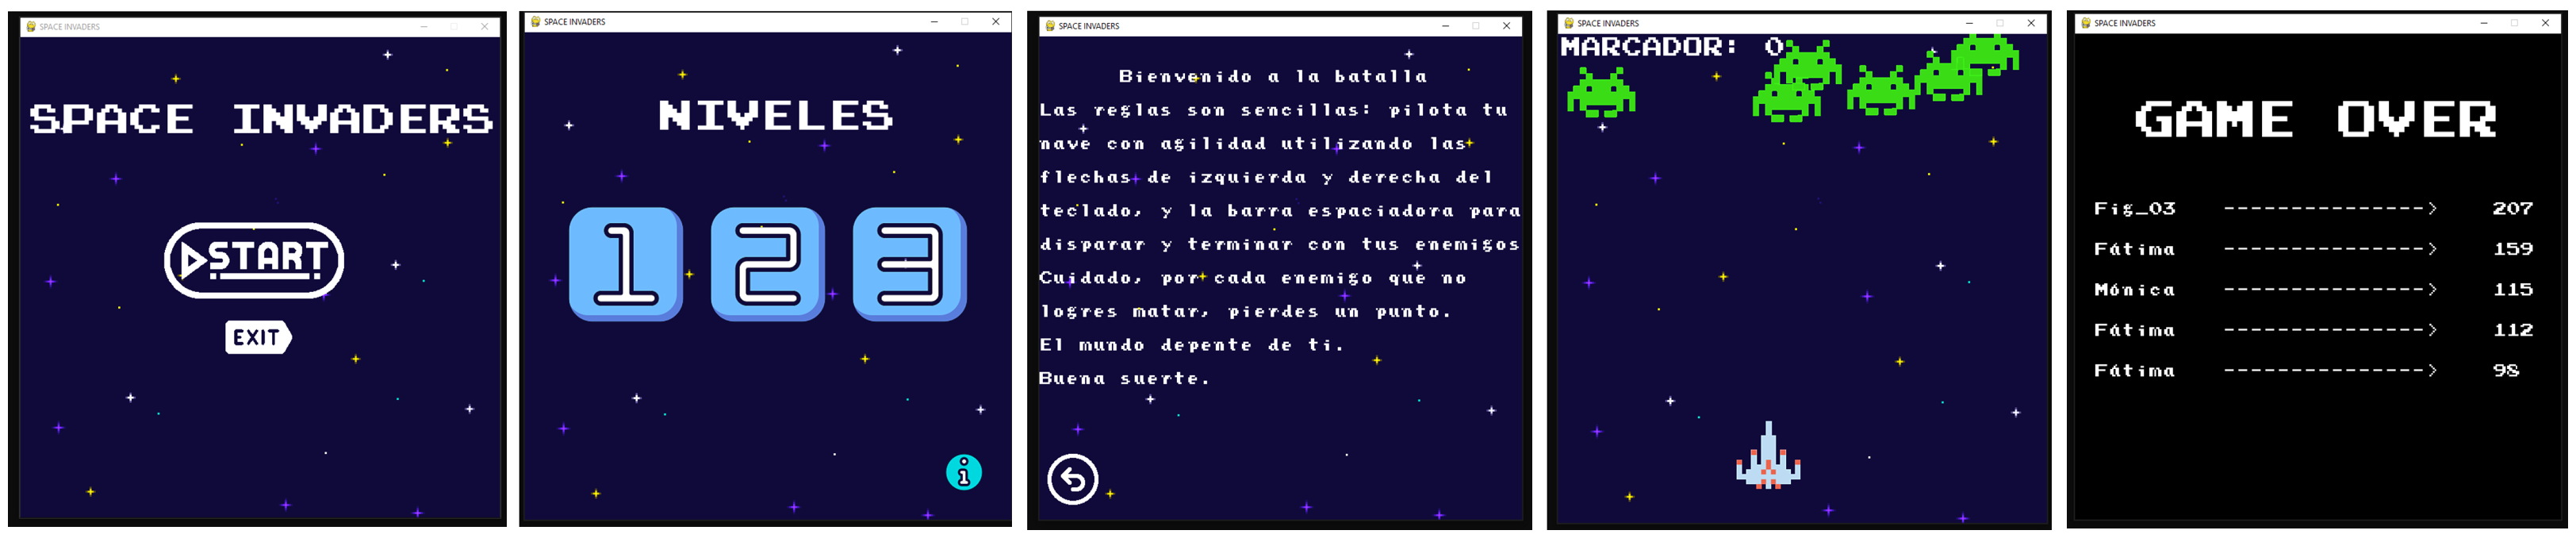 SPACE INVADERS
SPACE INVADERS
START
EXIT
SPACE INVADERS
NIVELES
1 2 3
i
SPACE INVADERS
Bienvenido a la batalla
Las reglas son sencillas: pilota tu
nave con agilidad utilizando las
flechas de izquierda y derecha del
teclado, y la barra espaciadora para
disparar y terminar con tus enemigos
Cuidado, por cada enemigo que no
logres matar, pierdes un punto.
El mundo depente de ti.
Buena suerte.
SPACE INVADERS
MARCADOR: 0
SPACE INVADERS
GAME OVER
Fig_03 ---------------> 207
Fátima ---------------> 159
Mónica ---------------> 115
Fátima ---------------> 112
Fátima ---------------> 98